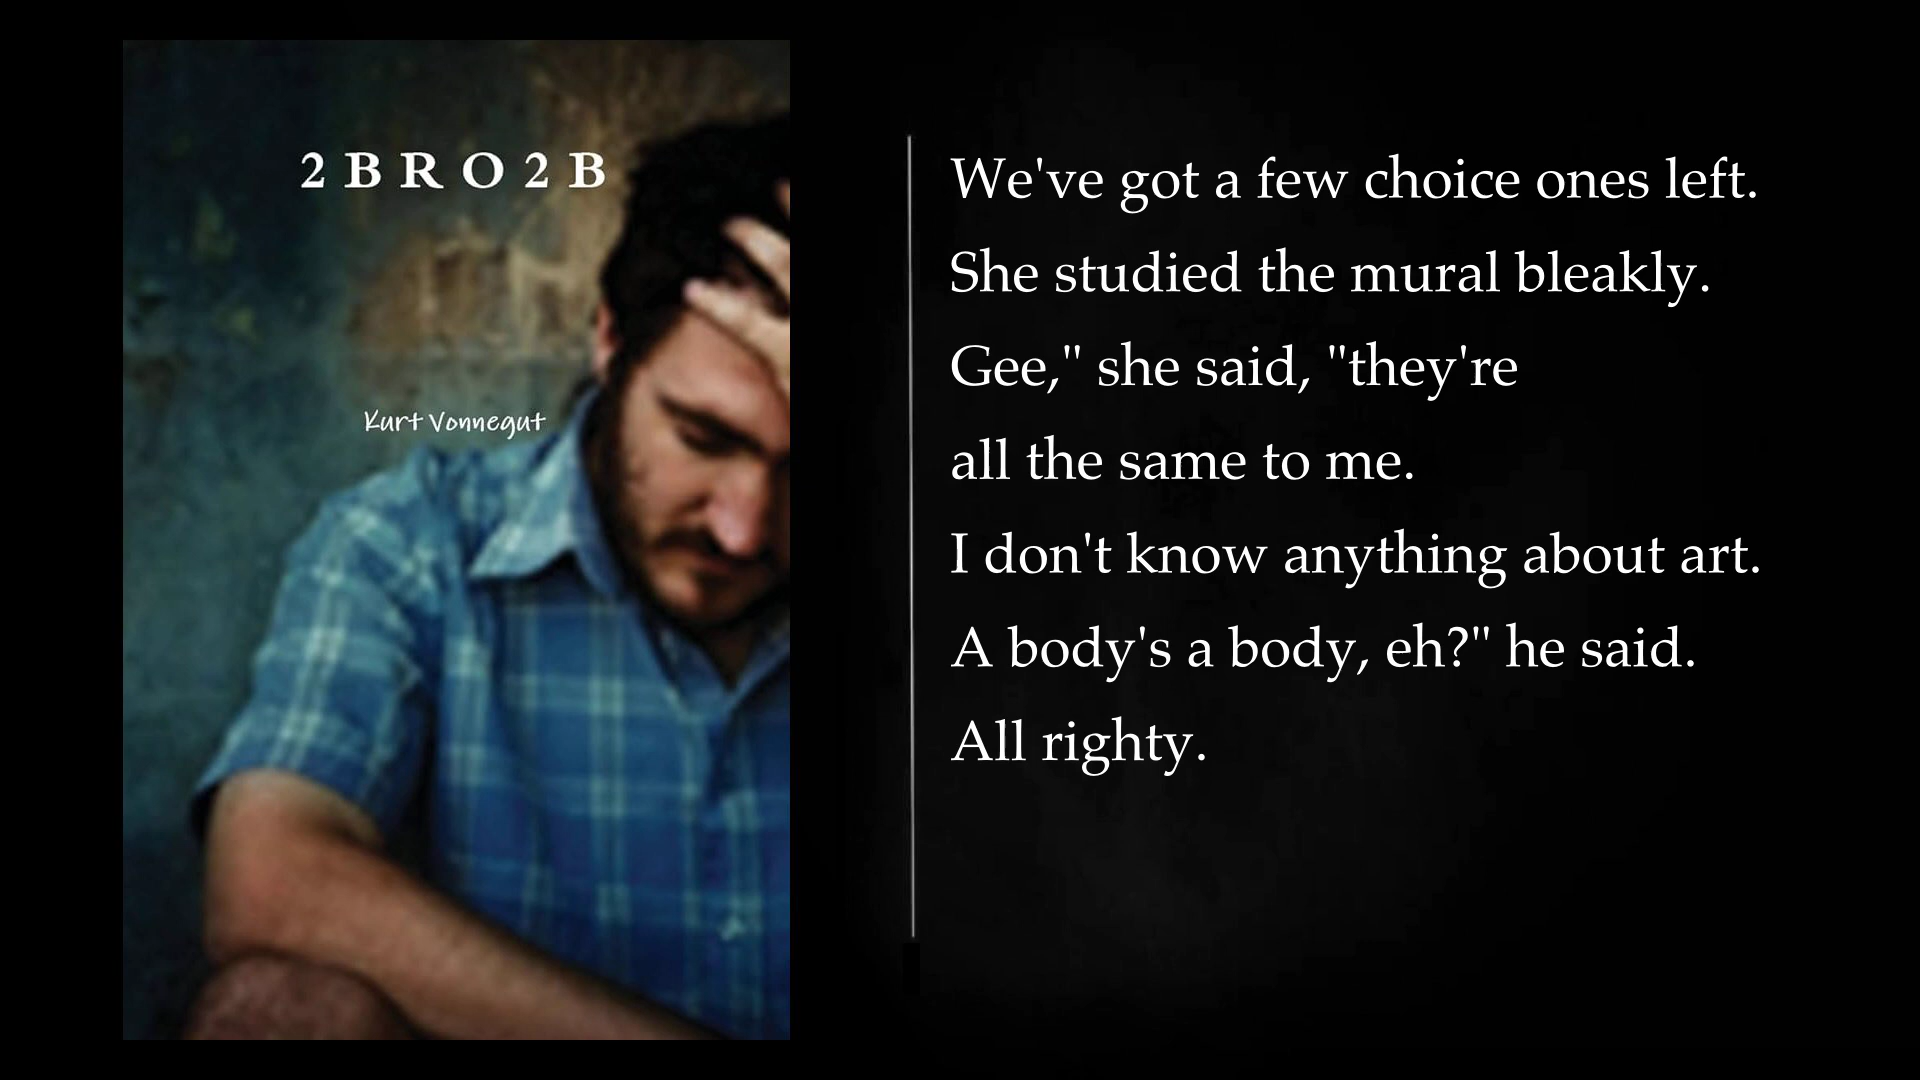 2 B R O 2 B
Kurt Vonnegut
We've got a few choice ones left.
She studied the mural bleakly.
Gee," she said, "they're
all the same to me.
I don't know anything about art.
A body's a body, eh?" he said.
All righty.